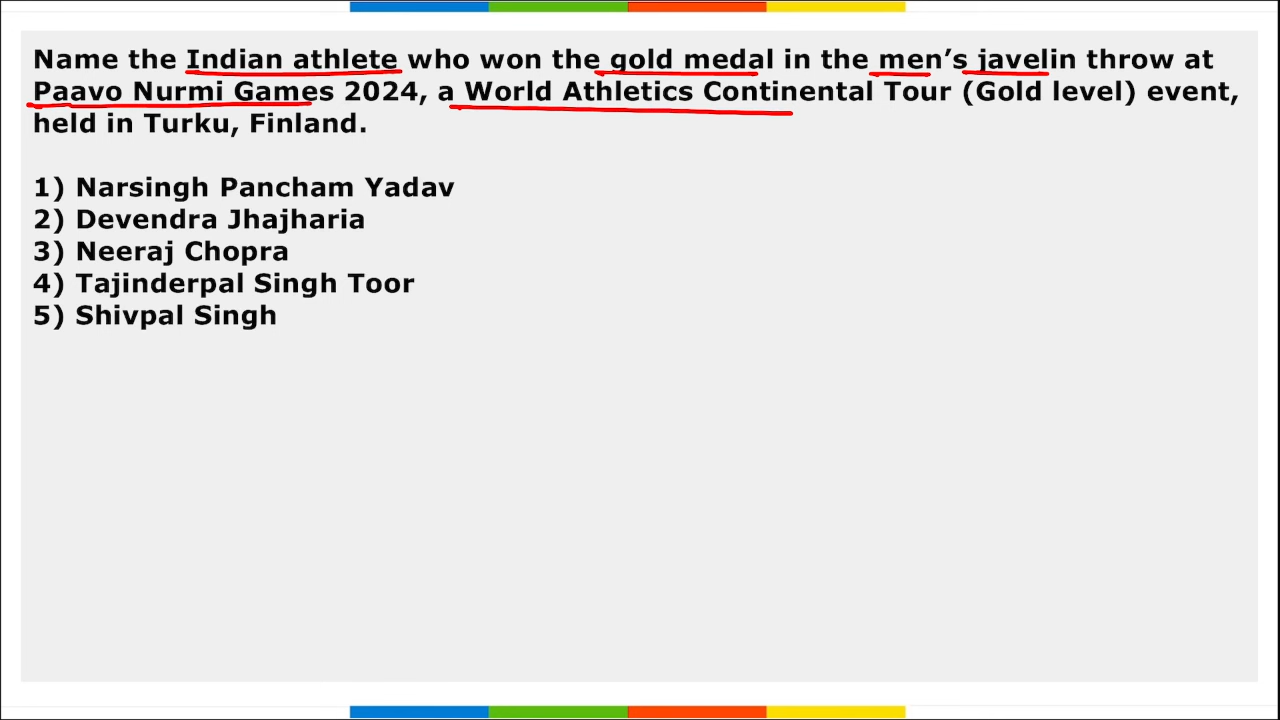 Name the Indian athlete who won the gold medal in the men’s javelin throw at
Paavo Nurmi Games 2024, a World Athletics Continental Tour (Gold level) event,
held in Turku, Finland.
1) Narsingh Pancham Yadav
2) Devendra Jhajharia
3) Neeraj Chopra
4) Tajinderpal Singh Toor
5) Shivpal Singh